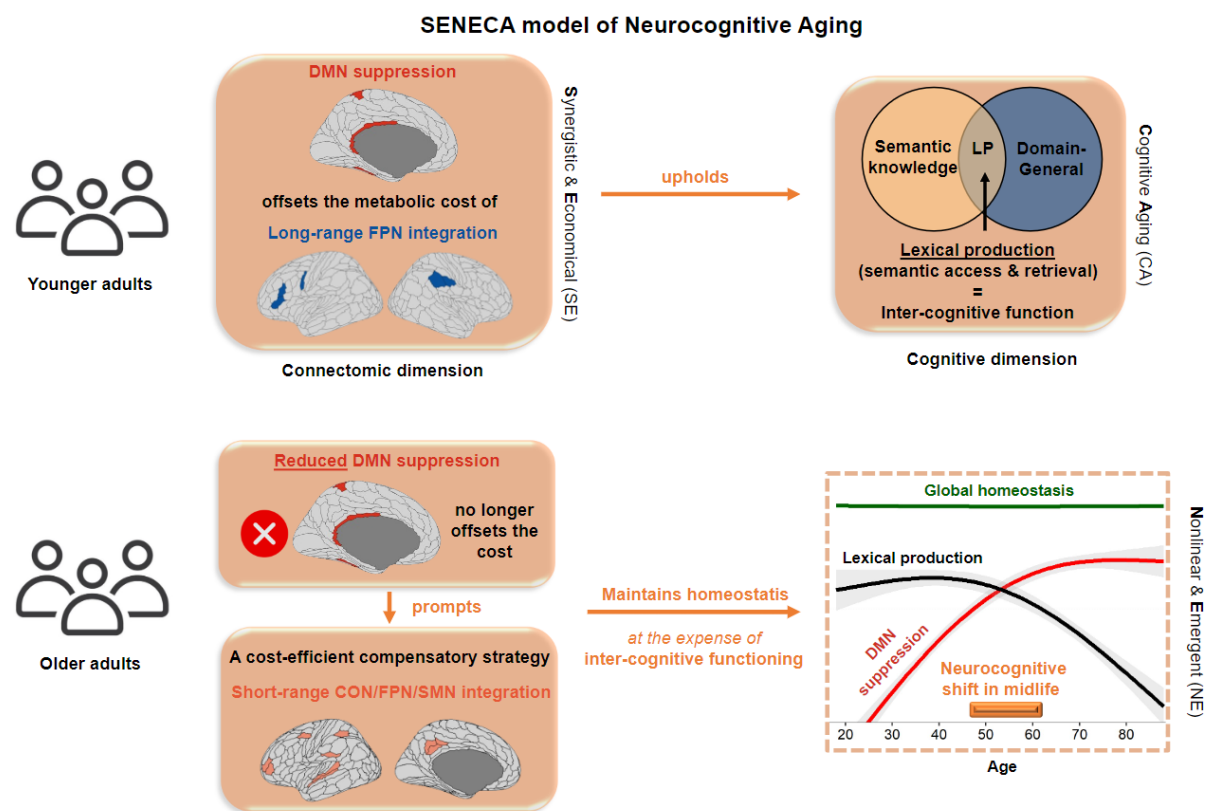 SENECA model of Neurocognitive Aging
DMN suppression
offsets the metabolic cost of
Long-range FPN integration
Synergistic & Economical (SE)
Younger adults
Connectomic dimension
upholds
Semantic
knowledge
LP
Domain-
General
Lexical production
(semantic access & retrieval)
=
Inter-cognitive function
Cognitive Aging (CA)
Cognitive dimension
Reduced DMN suppression
no longer
offsets the
cost
prompts
Older adults
A cost-efficient compensatory strategy
Short-range CON/FPN/SMN integration
Maintains homeostatis
at the expense of
inter-cognitive functioning
Global homeostasis
Lexical production
DMN
suppression
Neurocognitive
shift in midlife
20 30 40 50 60 70 80
Age
Nonlinear & Emergent (NE)